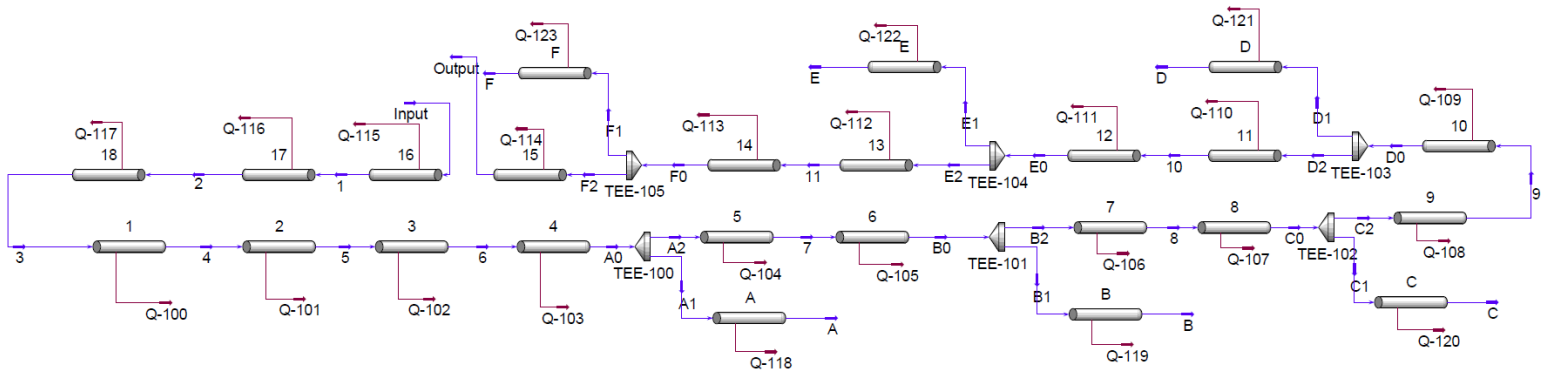 Q-123
F
Output
F
Input
F1
Q-122
E
E
E1
Q-121
D
D
D1
Q-117
18
Q-116
17
Q-115
16
Q-114
15
Q-113
14
Q-112
13
Q-111
12
Q-110
11
Q-109
10
2
1
F2
TEE-105
F0
11
E2
TEE-104
E0
10
D2
TEE-103
D0
9
1
2
3
4
5
6
7
8
9
3
4
5
6
A0
TEE-100
A2
7
B0
TEE-101
B2
8
C0
TEE-102
C2
Q-100
Q-101
Q-102
Q-103
Q-104
Q-105
Q-106
Q-107
Q-108
A1
A
A
Q-118
B1
B
B
Q-119
C1
C
C
Q-120